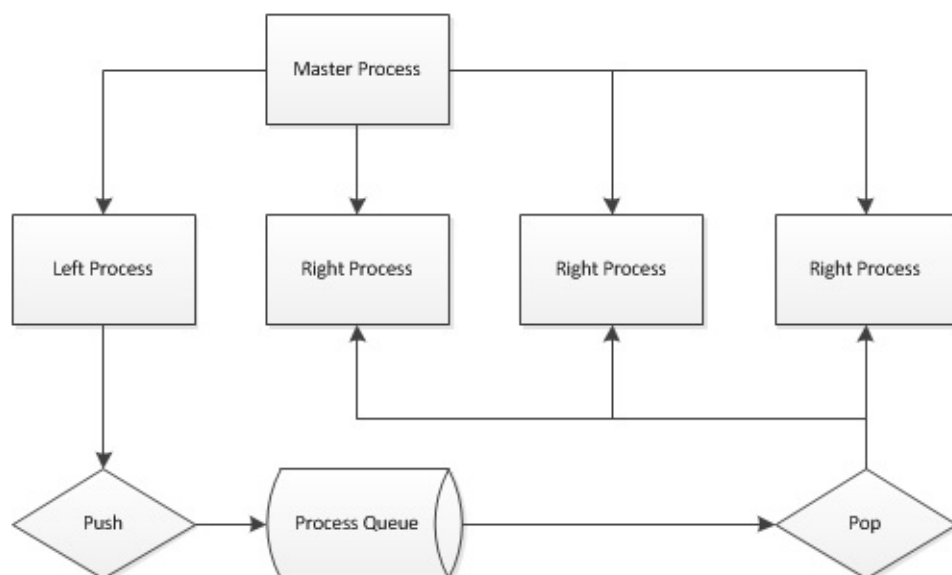 Master Process
Left Process
Right Process
Right Process
Right Process
Push
Process Queue
Pop